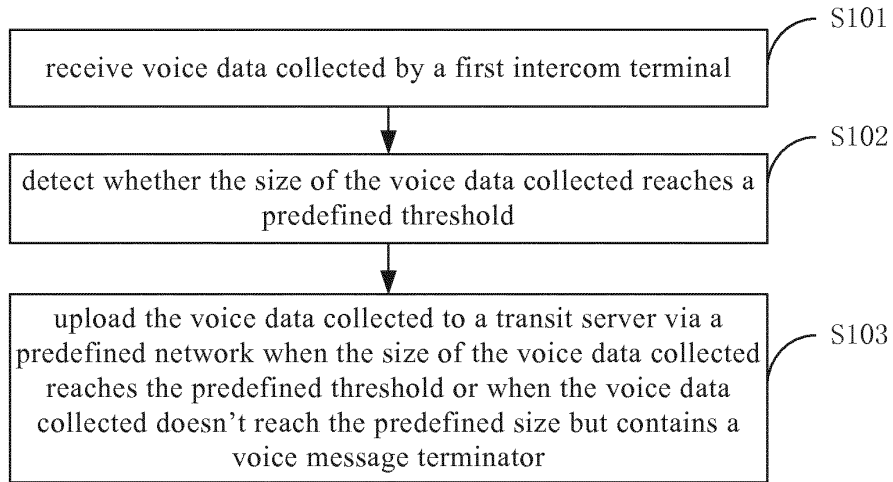 S101
receive voice data collected by a first intercom terminal
S102
detect whether the size of the voice data collected reaches a
predefined threshold
upload the voice data collected to a transit server via a
predefined network when the size of the voice data collected
S103
reaches the predefined threshold or when the voice data
collected doesn't reach the predefined size but contains a
voice message terminator